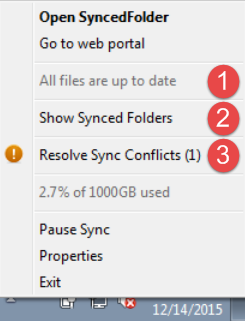 Open SyncedFolder
Go to web portal
All files are up to date 1
Show Synced Folders 2
! Resolve Sync Conflicts (1) 3
2.7% of 1000GB used
Pause Sync
Properties
Exit
12/14/2015